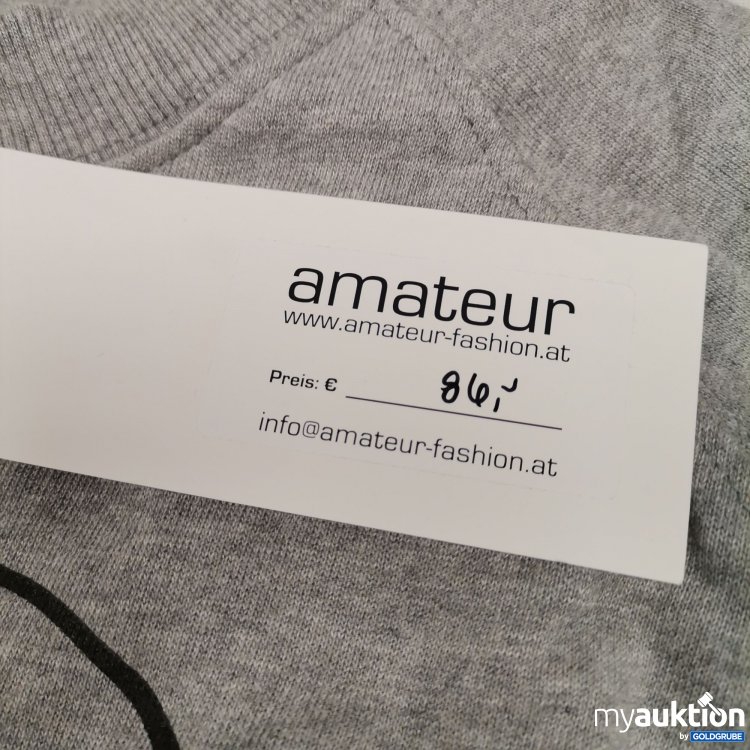 amateur
www.amateur-fashion.at
Preis: € 86,-
info@amateur-fashion.at
myauktion
by GOLDGRUBE